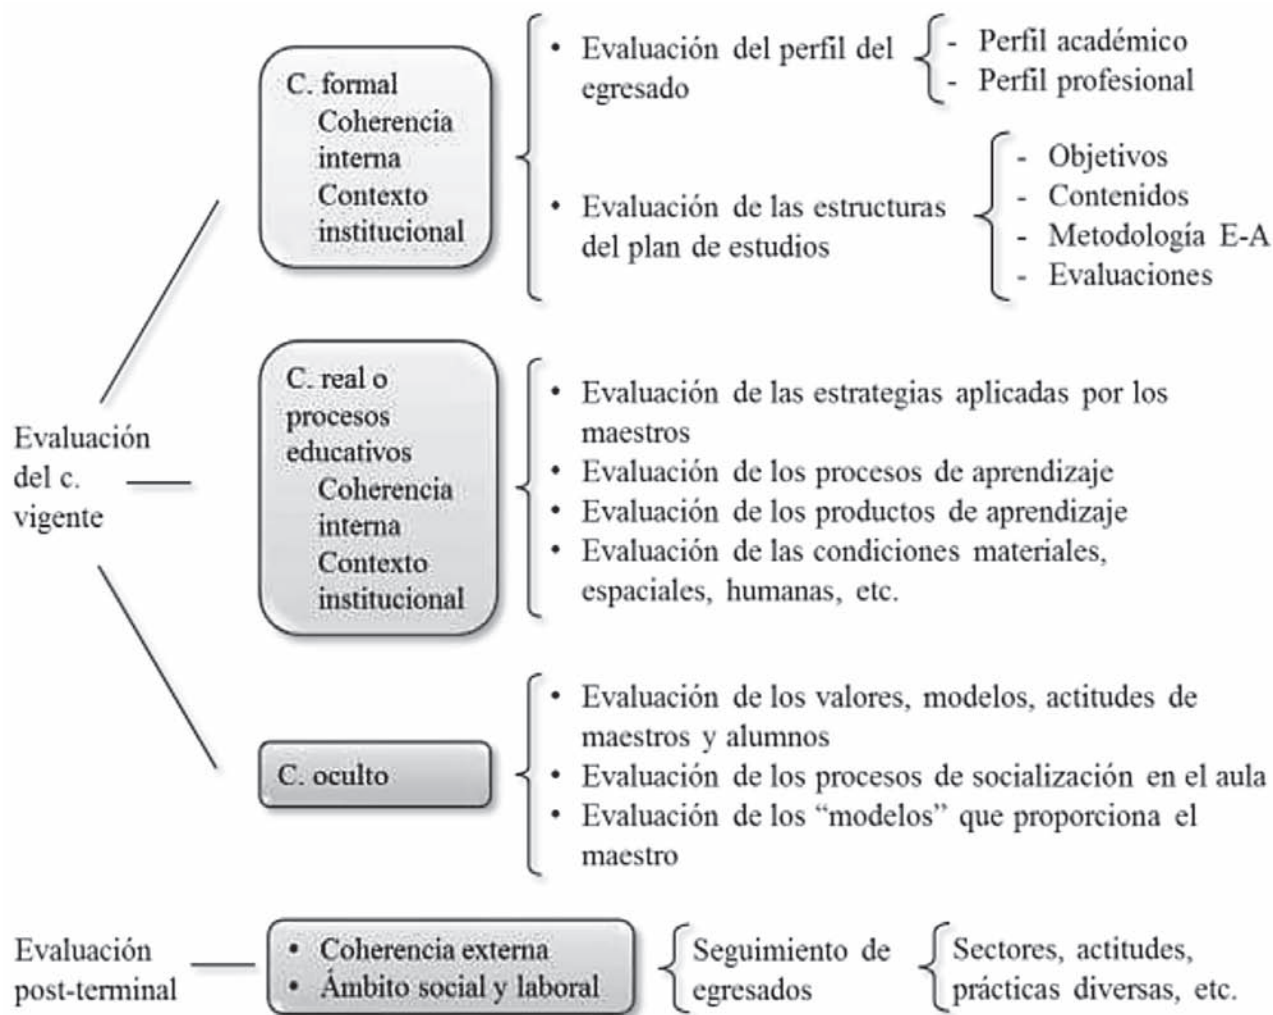 Evaluación
del c.
vigente
C. formal
Coherencia
interna
Contexto
institucional
• Evaluación del perfil del
egresado
- Perfil académico
- Perfil profesional
• Evaluación de las estructuras
del plan de estudios
- Objetivos
- Contenidos
- Metodología E-A
- Evaluaciones
C. real o
procesos
educativos
Coherencia
interna
Contexto
institucional
• Evaluación de las estrategias aplicadas por los
maestros
• Evaluación de los procesos de aprendizaje
• Evaluación de los productos de aprendizaje
• Evaluación de las condiciones materiales,
espaciales, humanas, etc.
C. oculto
• Evaluación de los valores, modelos, actitudes de
maestros y alumnos
• Evaluación de los procesos de socialización en el aula
• Evaluación de los “modelos” que proporciona el
maestro
Evaluación
post-terminal
• Coherencia externa
• Ámbito social y laboral
Seguimiento de
egresados
Sectores, actitudes,
prácticas diversas, etc.